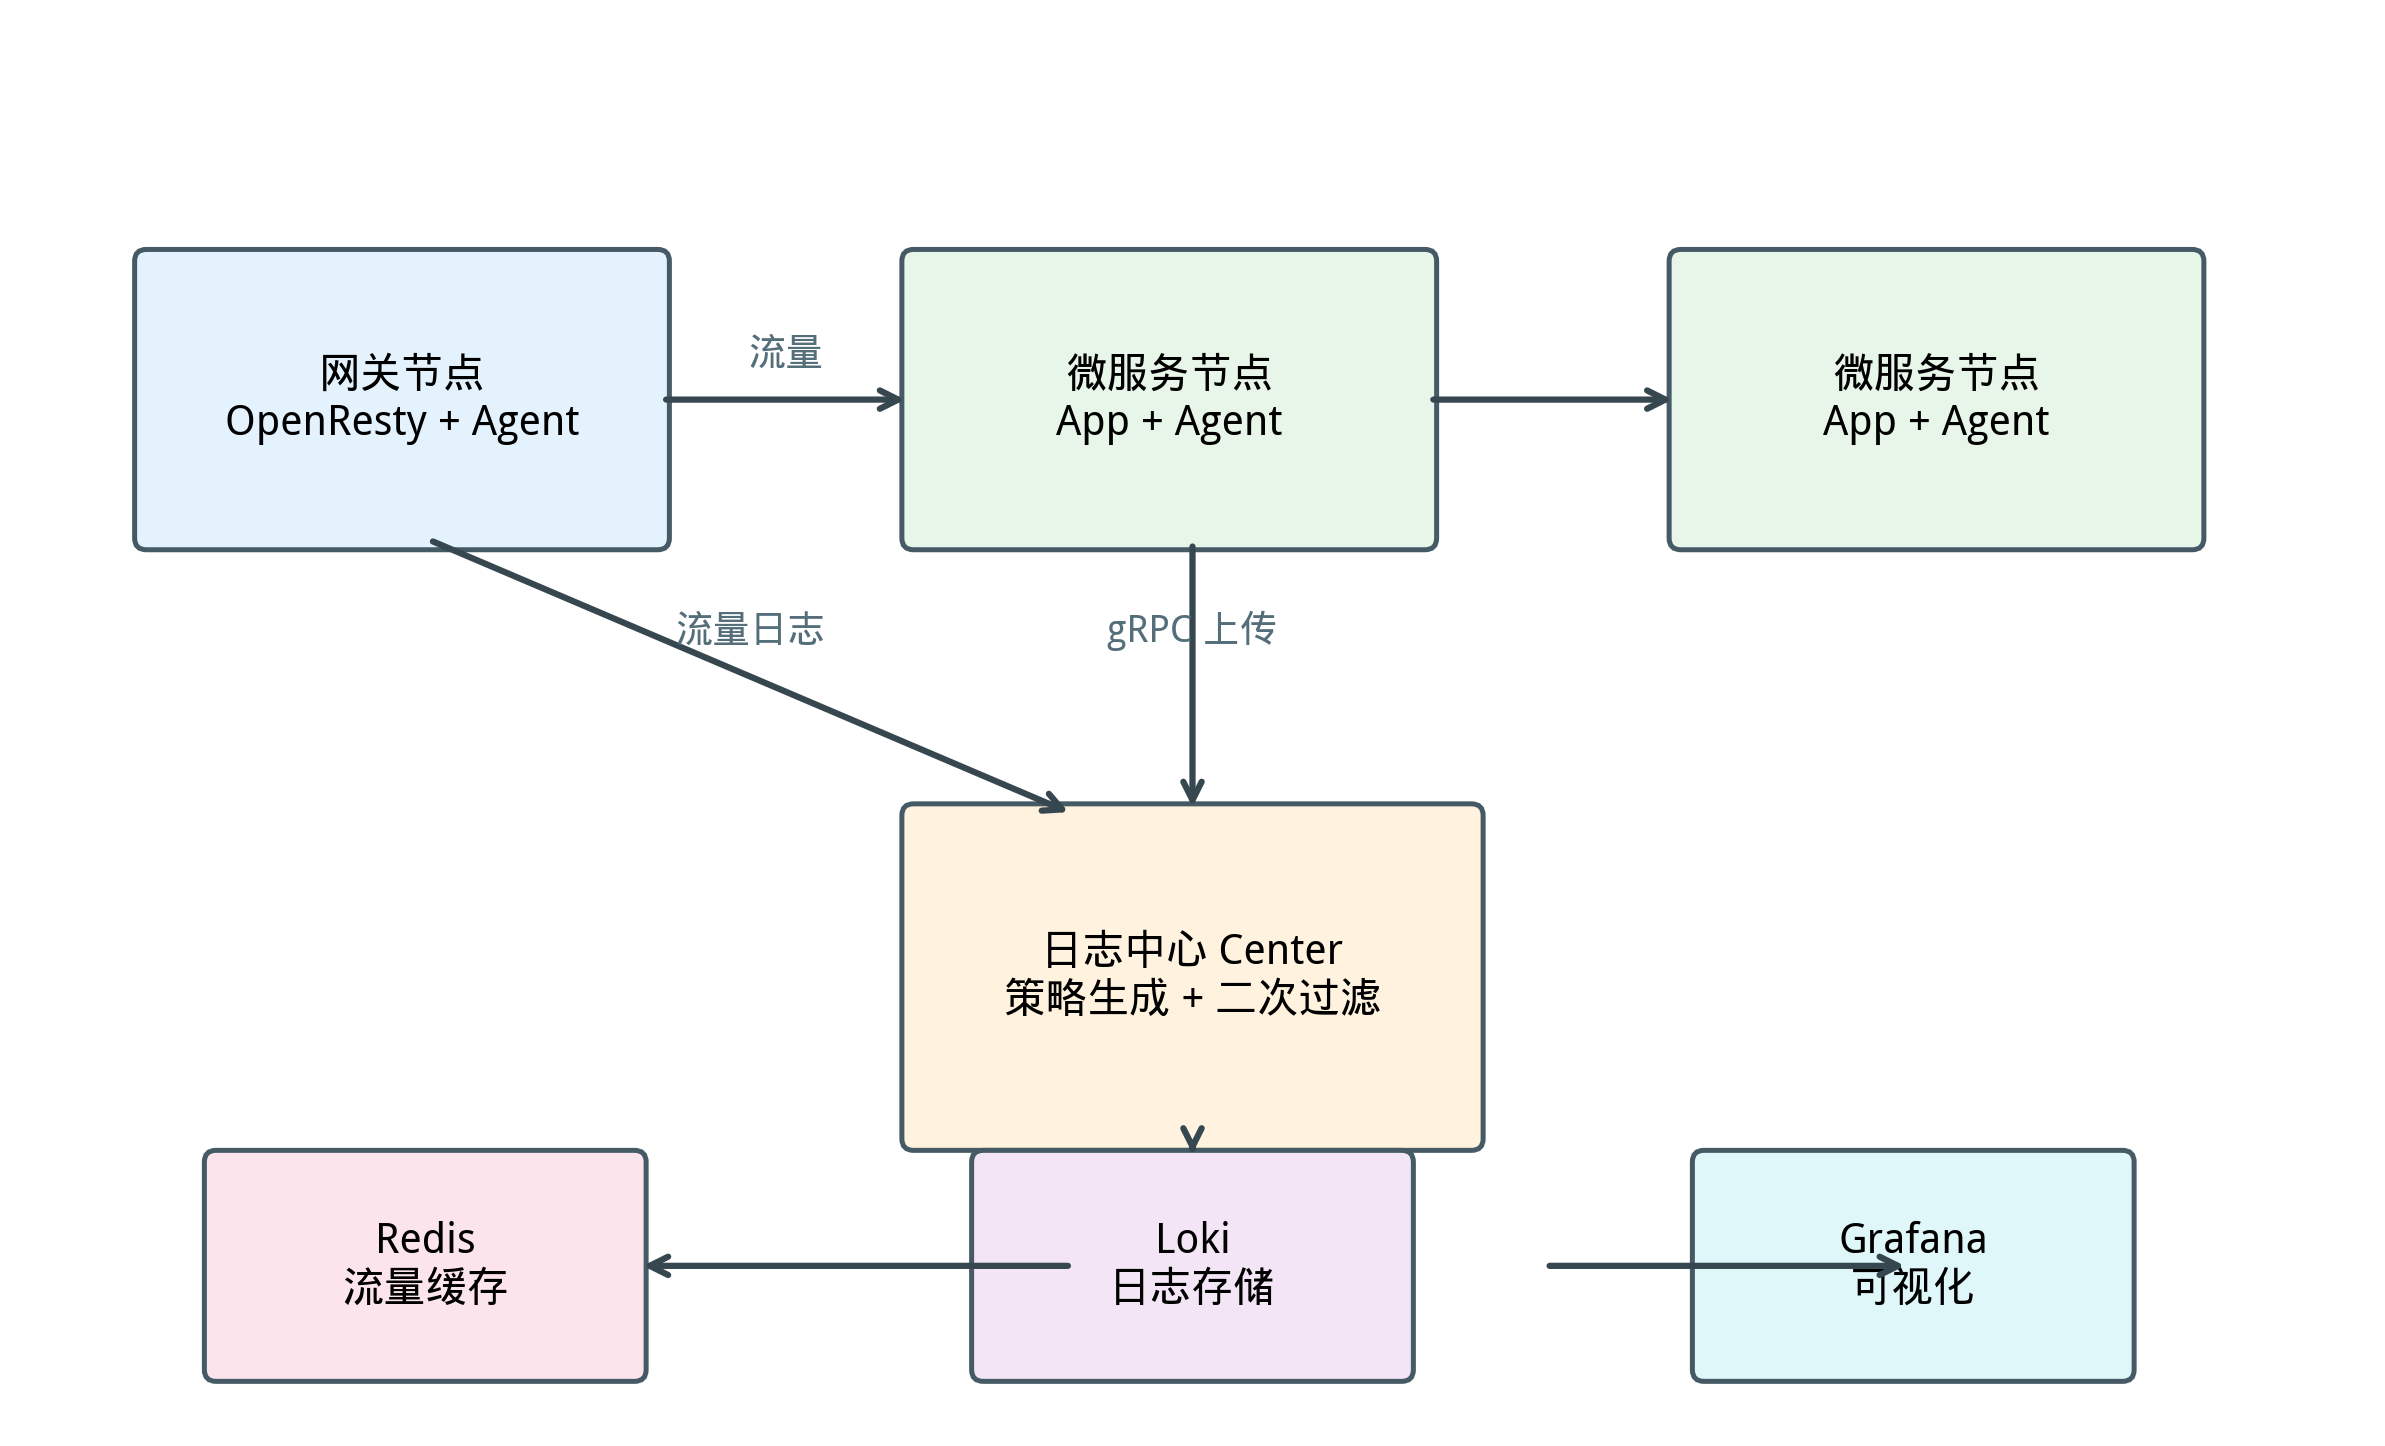 网关节点
OpenResty + Agent
流量
微服务节点
App + Agent
微服务节点
App + Agent
流量日志
gRPC 上传
日志中心 Center
策略生成 + 二次过滤
Redis
流量缓存
Loki
日志存储
Grafana
可视化